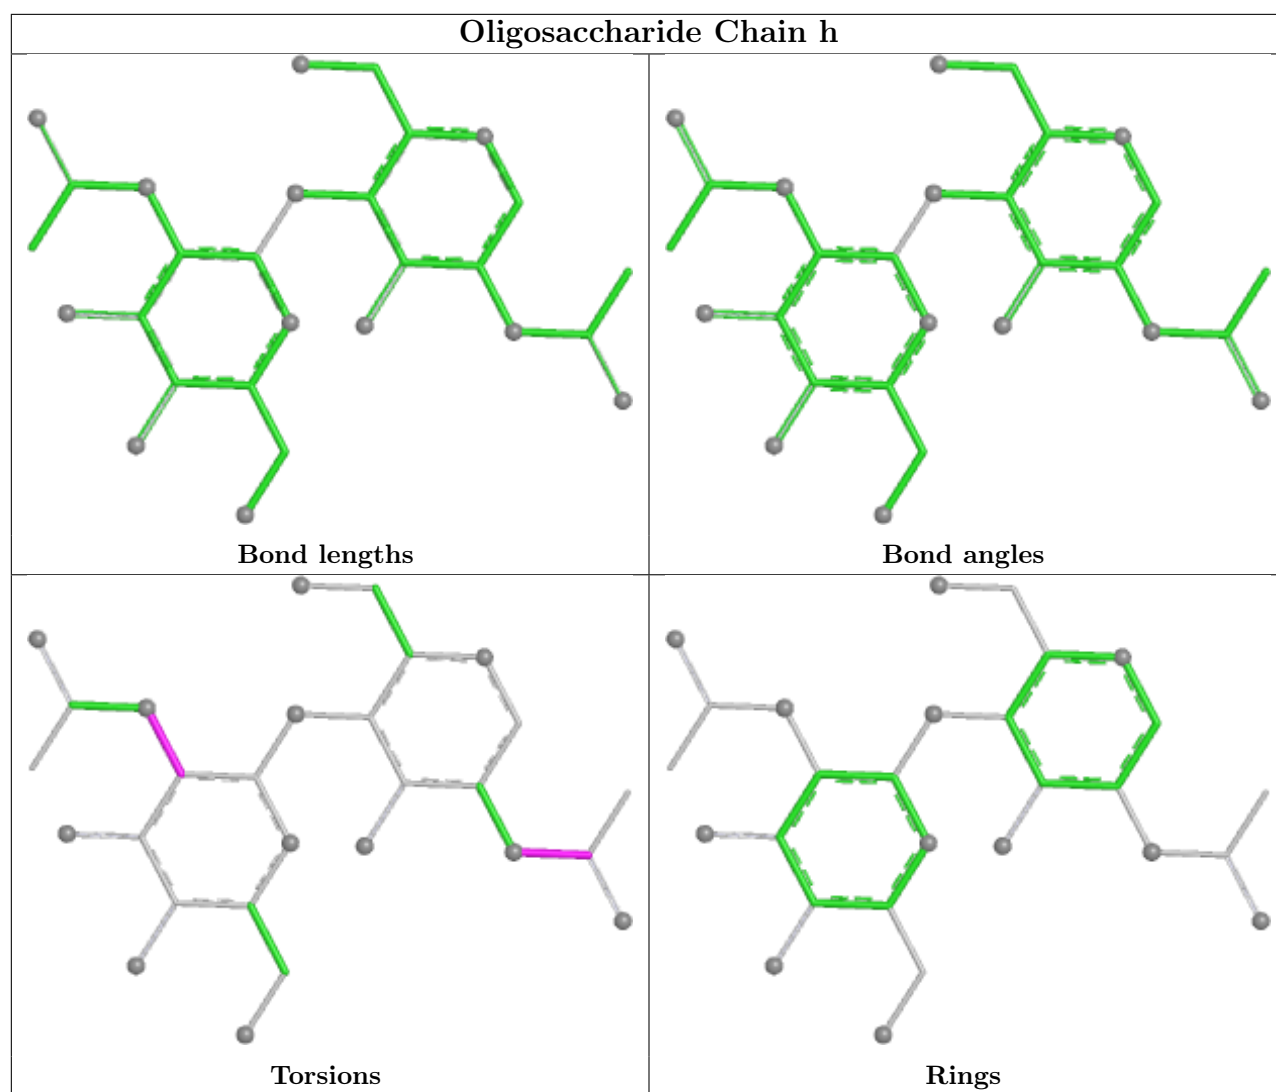 Oligosaccharide Chain h
Bond lengths
Bond angles
Torsions
Rings